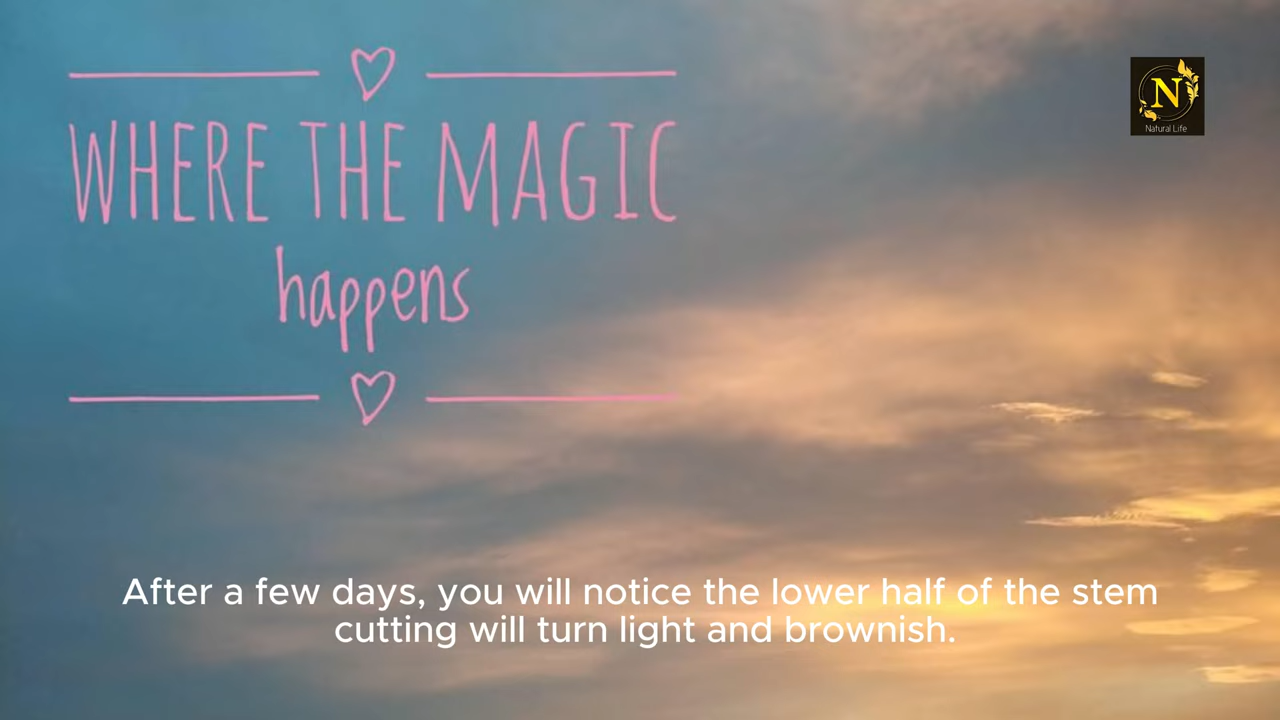 WHERE THE MAGIC
happens
N
Natural Life
After a few days, you will notice the lower half of the stem
cutting will turn light and brownish.